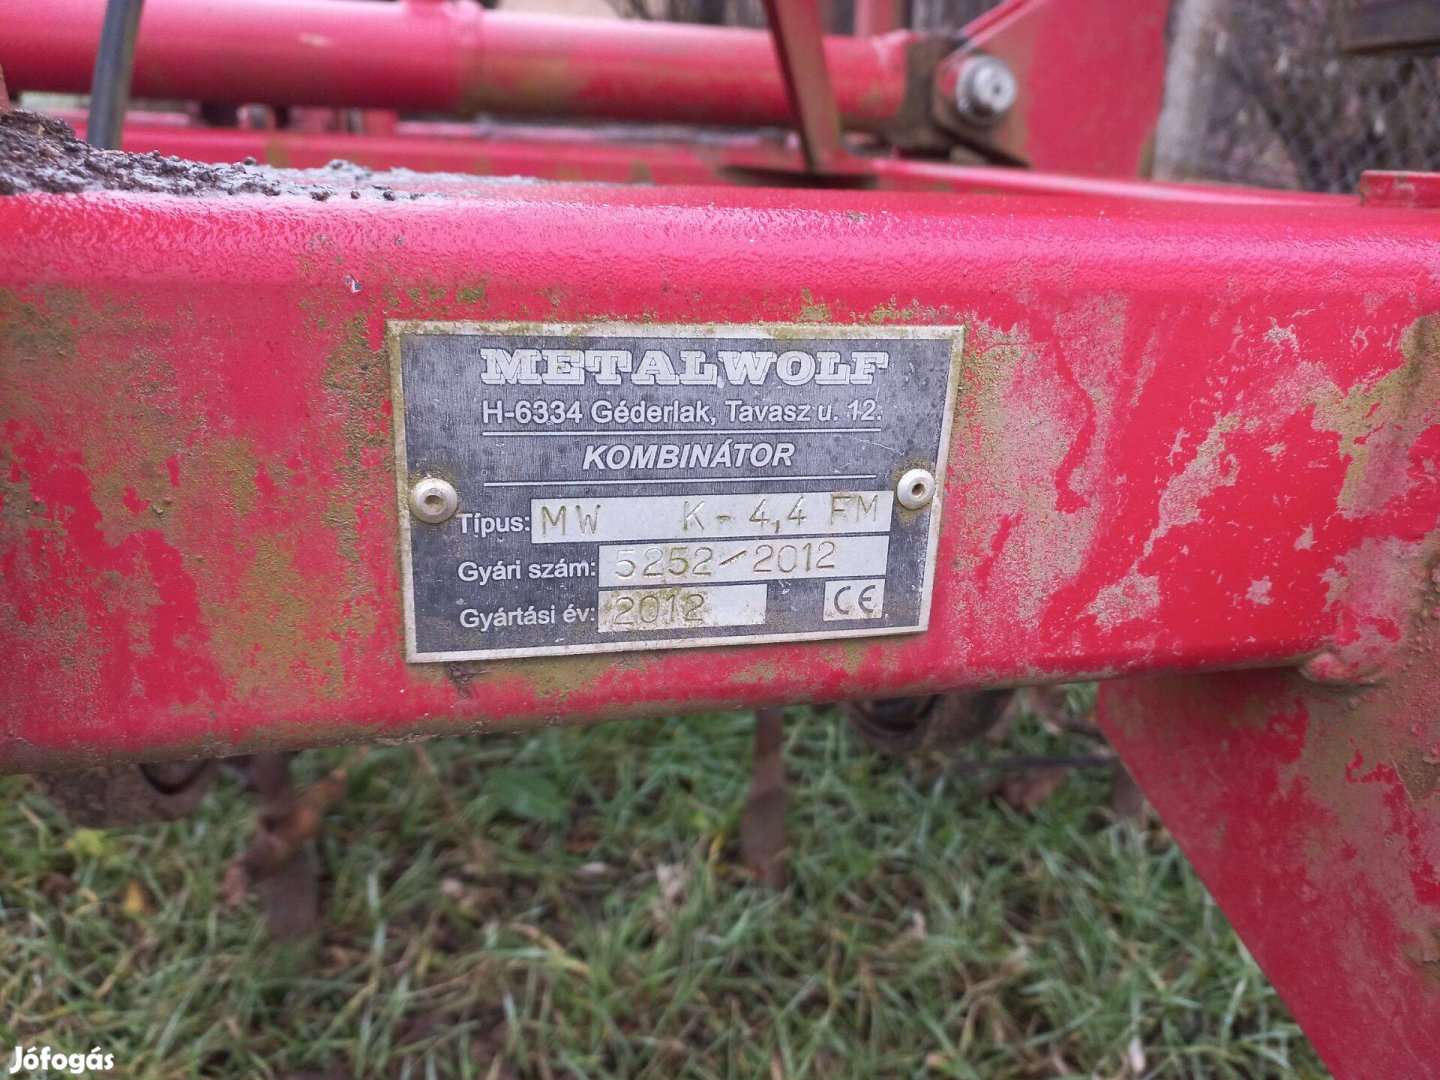 METALWOLF
H-6334 Géderlak, Tavasz u. 12.
KOMBINÁTOR
Típus: MW K-4,4 FM
Gyári szám: 5252/2012
Gyártási év: 2012 CE
Jófogás